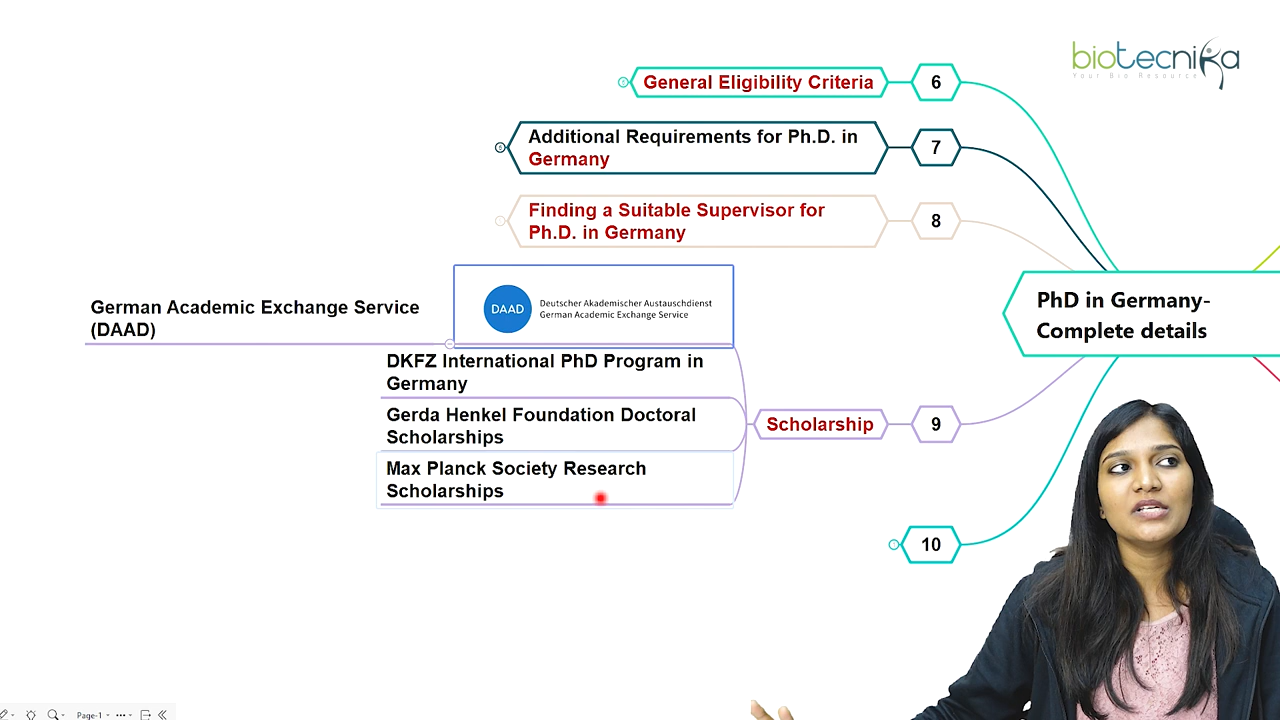 biotecnika
Your Bio Resource
General Eligibility Criteria
6
Additional Requirements for Ph.D. in
Germany
7
Finding a Suitable Supervisor for
Ph.D. in Germany
8
PhD in Germany-
Complete details
German Academic Exchange Service
(DAAD)
DAAD
Deutscher Akademischer Austauschdienst
German Academic Exchange Service
DKFZ International PhD Program in
Germany
Gerda Henkel Foundation Doctoral
Scholarships
Max Planck Society Research
Scholarships
Scholarship
9
10
Page-1